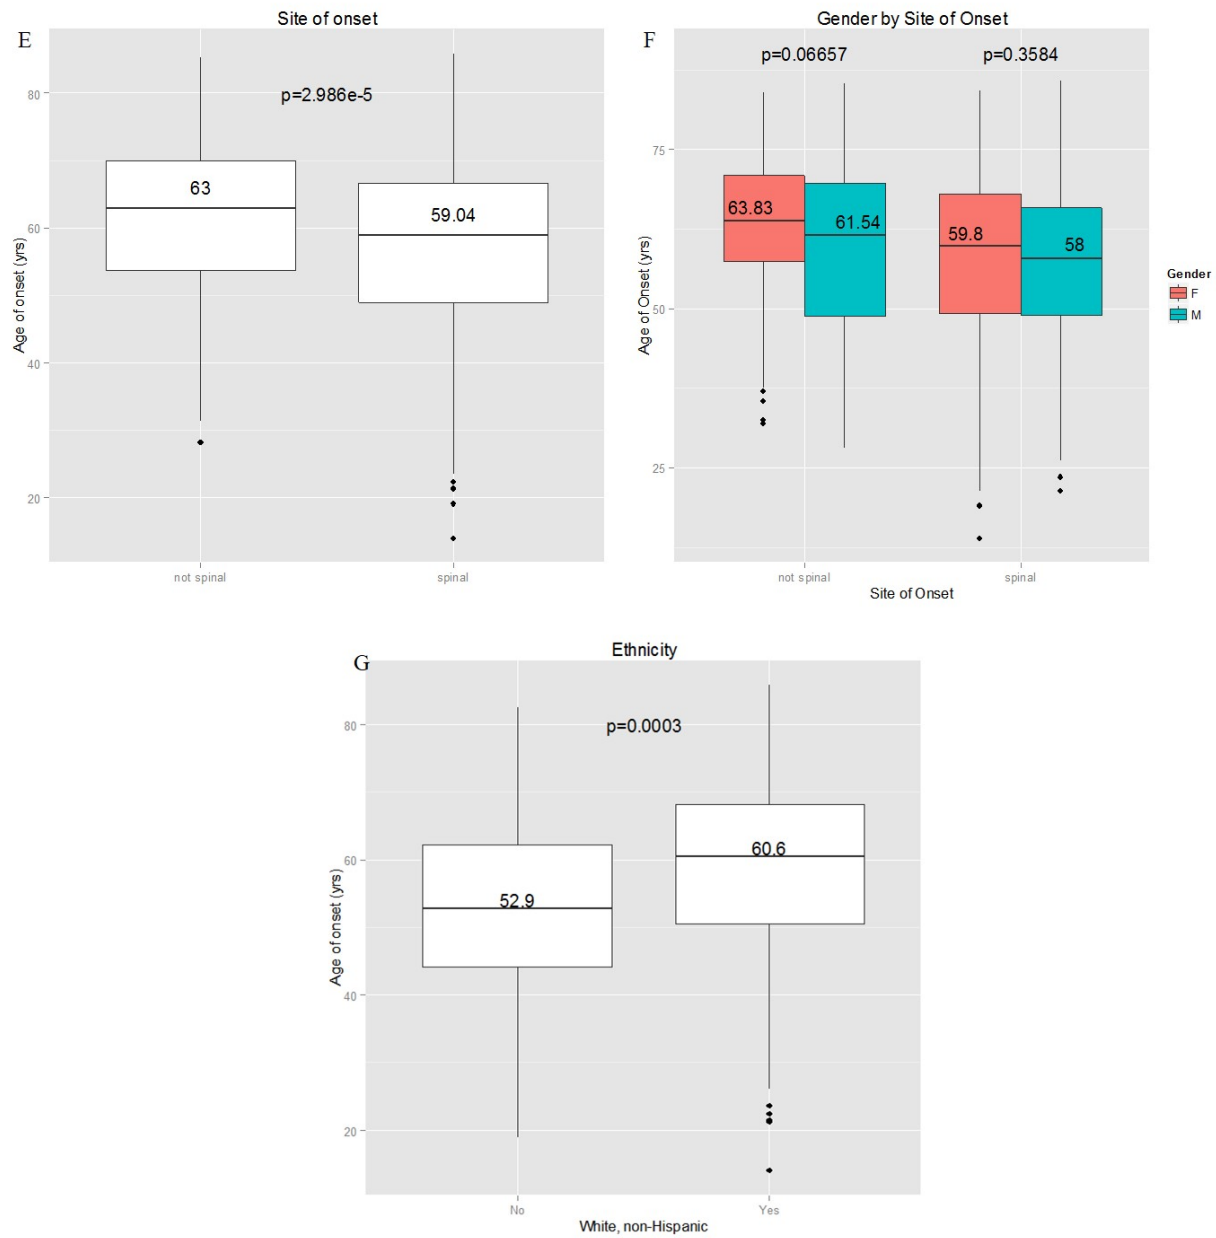 E
Site of onset
p=2.986e-5
80
60
40
20
63
59.04
Age of onset (yrs)
not spinal
spinal
F
Gender by Site of Onset
p=0.06657
p=0.3584
75
50
25
63.83
61.54
59.8
58
Age of Onset (yrs)
not spinal
spinal
Site of Onset
Gender
F
M
G
Ethnicity
p=0.0003
80
60
40
20
52.9
60.6
Age of onset (yrs)
No
Yes
White, non-Hispanic